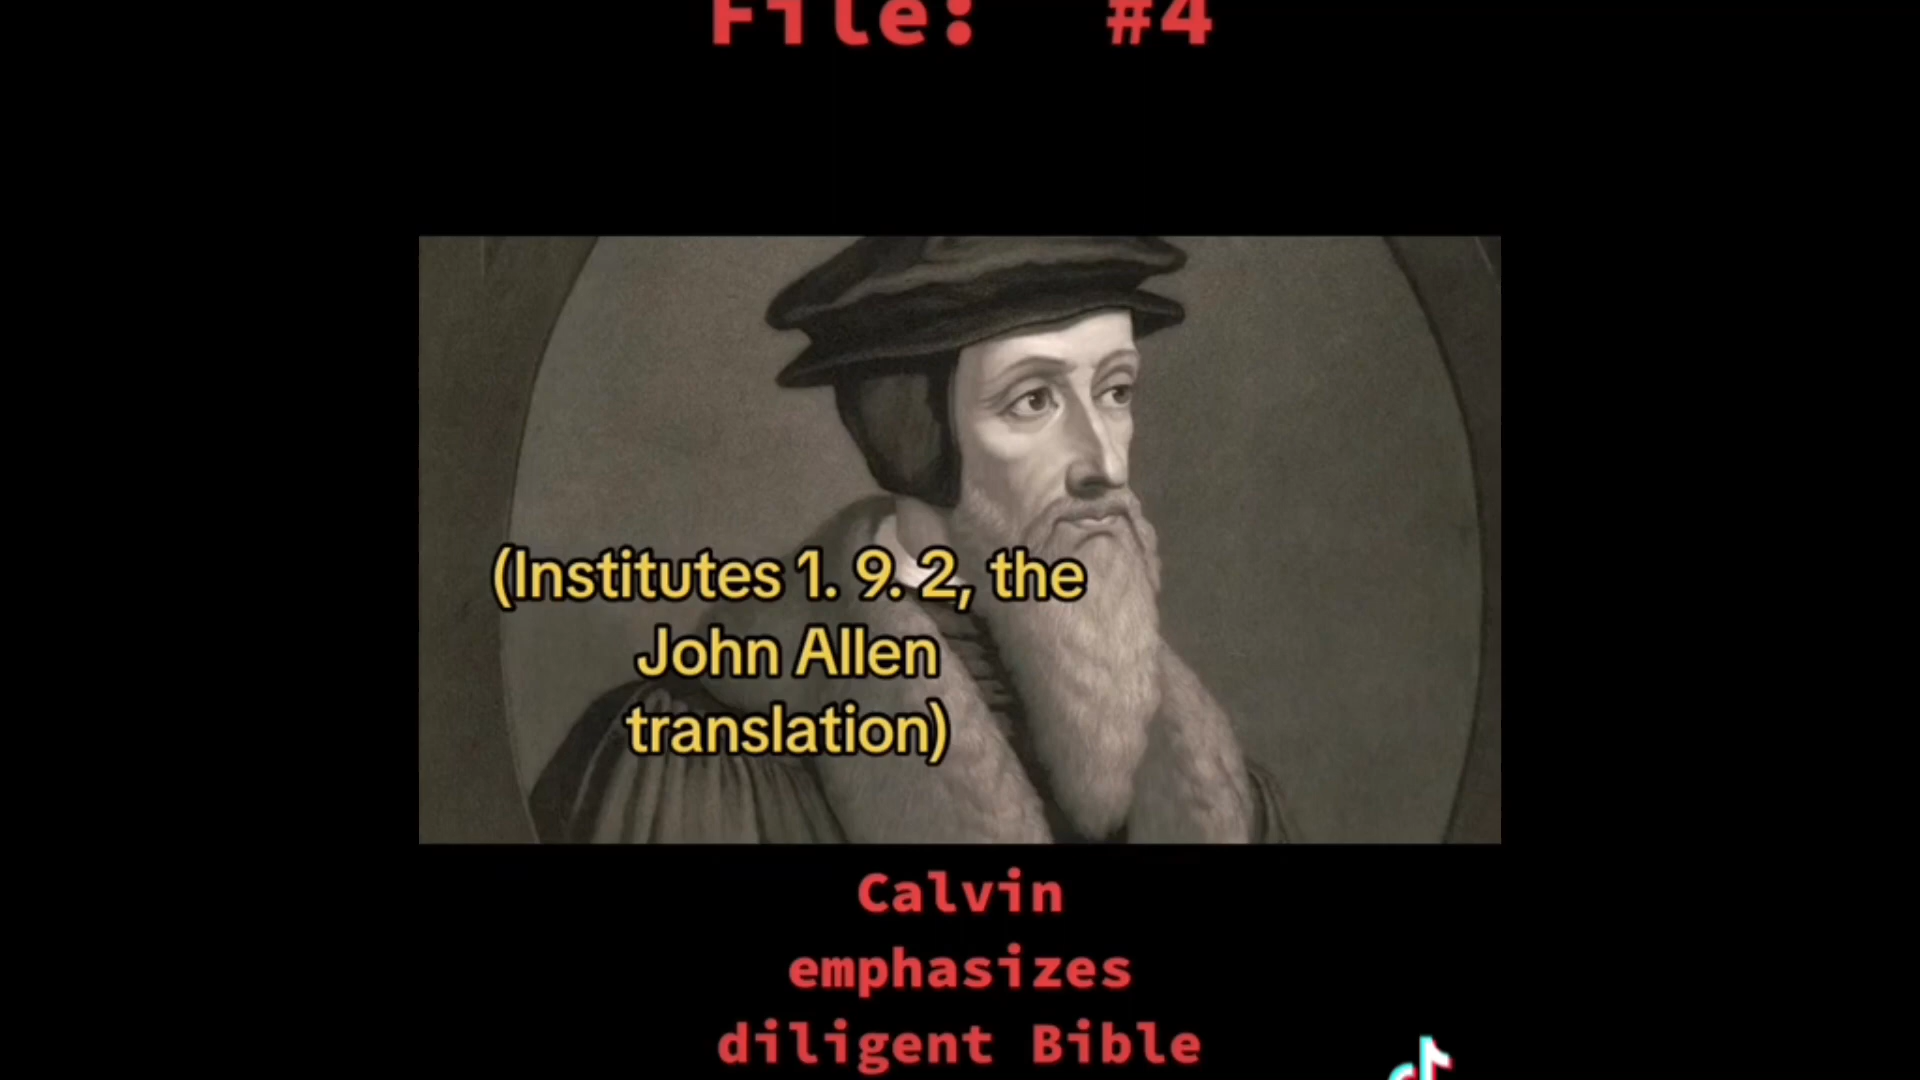 File: #4
(Institutes 1. 9. 2, the
John Allen
translation)
Calvin
emphasizes
diligent Bible